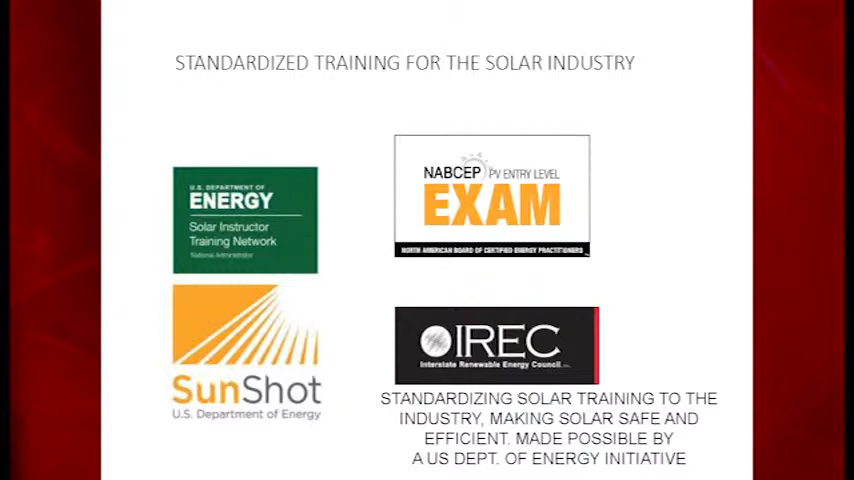 STANDARDIZED TRAINING FOR THE SOLAR INDUSTRY
U.S. DEPARTMENT OF
ENERGY
Solar Instructor
Training Network
National Administrator
SunShot
U.S. Department of Energy
NABCEP PV ENTRY LEVEL
EXAM
NORTH AMERICAN BOARD OF CERTIFIED ENERGY PRACTITIONERS
IREC
Interstate Renewable Energy Council
STANDARDIZING SOLAR TRAINING TO THE
INDUSTRY, MAKING SOLAR SAFE AND
EFFICIENT. MADE POSSIBLE BY
A US DEPT. OF ENERGY INITIATIVE